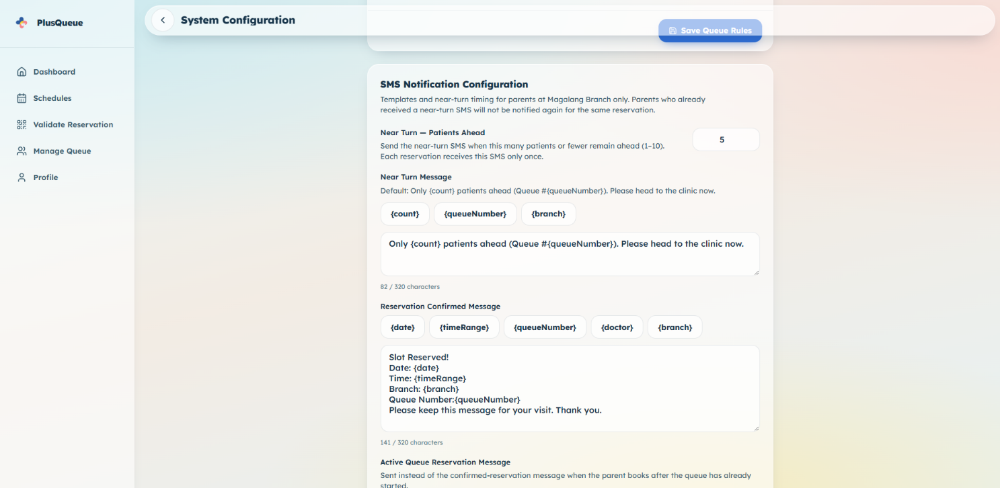 PlusQueue
System Configuration
Save Queue Rules
Dashboard
Schedules
Validate Reservation
Manage Queue
Profile
SMS Notification Configuration
Templates and near-turn timing for parents at Magalang Branch only. Parents who already
received a near-turn SMS will not be notified again for the same reservation.
Near Turn — Patients Ahead
5
Send the near-turn SMS when this many patients or fewer remain ahead (1–10).
Each reservation receives this SMS only once.
Near Turn Message
Default: Only {count} patients ahead (Queue #{queueNumber}). Please head to the clinic now.
{count} {queueNumber} {branch}
Only {count} patients ahead (Queue #{queueNumber}). Please head to the clinic now.
82 / 320 characters
Reservation Confirmed Message
{date} {timeRange} {queueNumber} {doctor} {branch}
Slot Reserved!
Date: {date}
Time: {timeRange}
Branch: {branch}
Queue Number:{queueNumber}
Please keep this message for your visit. Thank you.
141 / 320 characters
Active Queue Reservation Message
Sent instead of the confirmed-reservation message when the parent books after the queue has already
started.